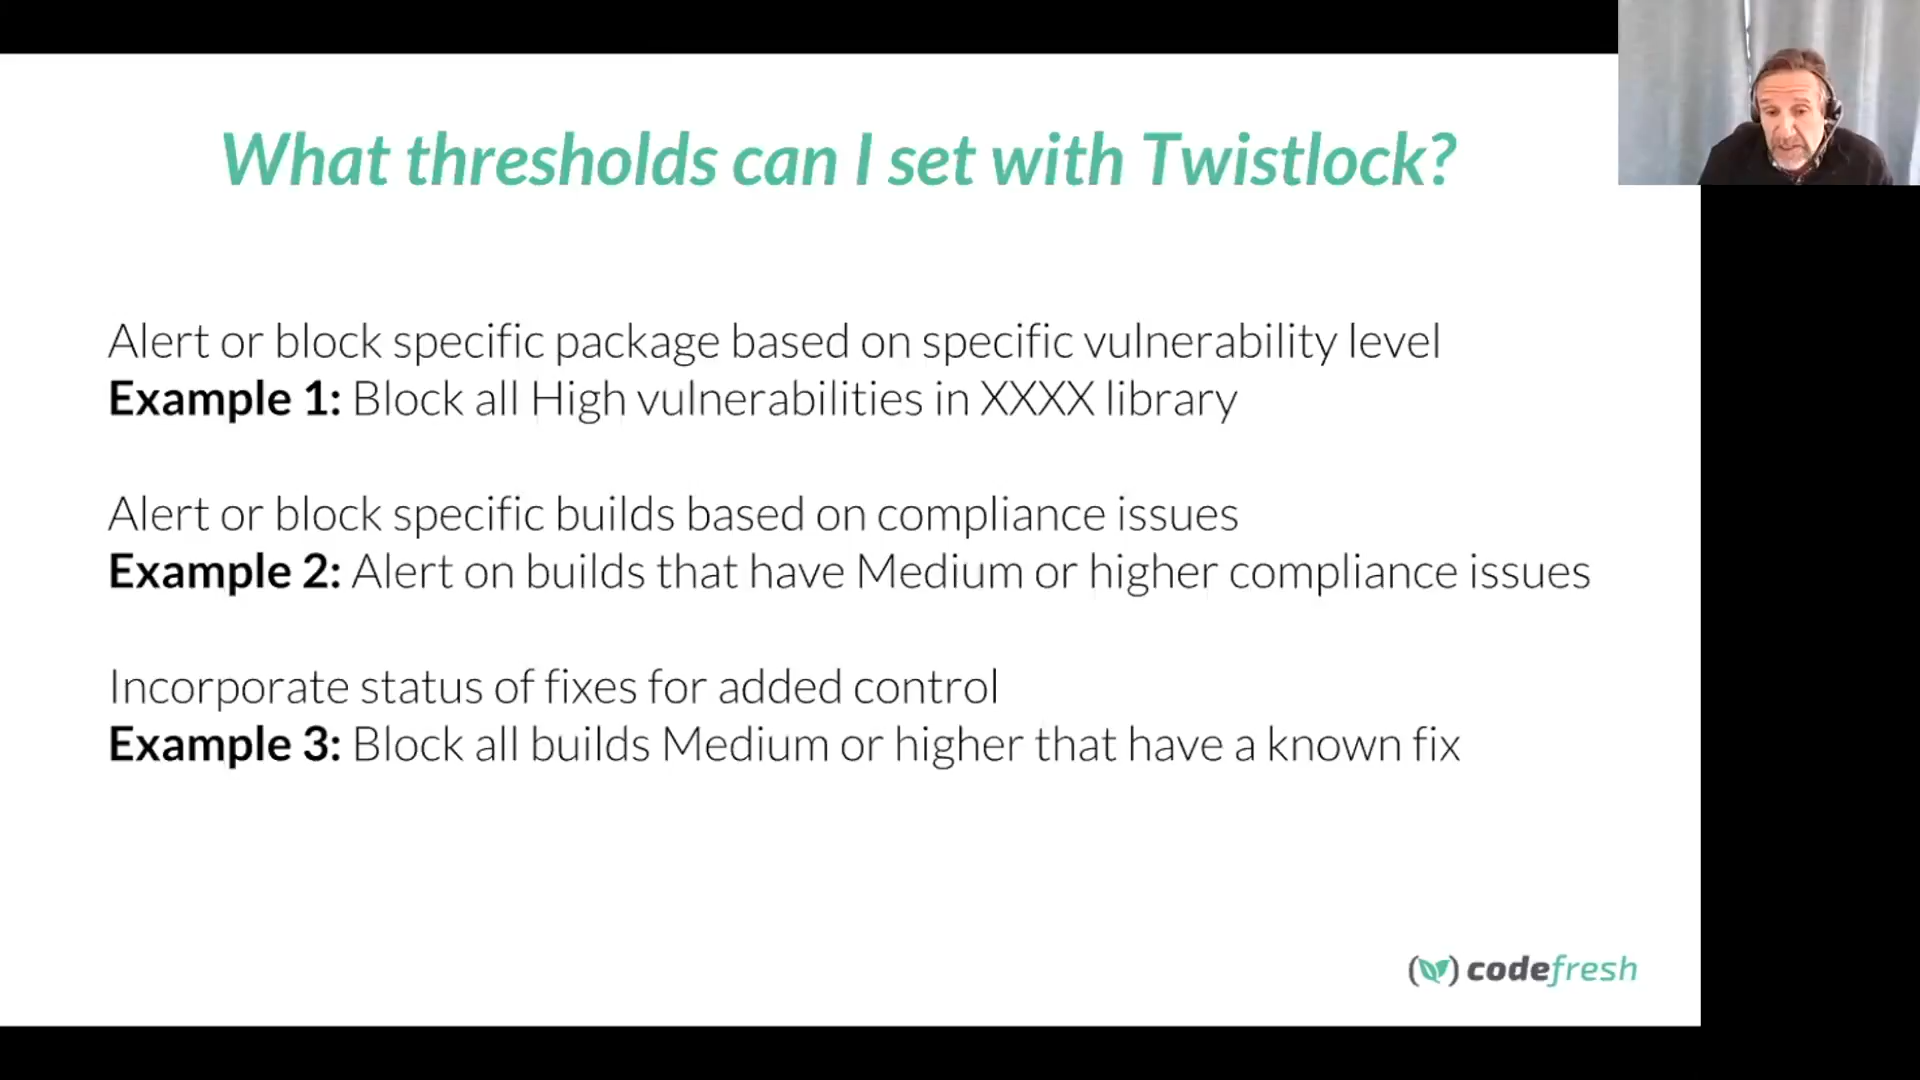 What thresholds can I set with Twistlock?
Alert or block specific package based on specific vulnerability level
Example 1: Block all High vulnerabilities in XXXX library
Alert or block specific builds based on compliance issues
Example 2: Alert on builds that have Medium or higher compliance issues
Incorporate status of fixes for added control
Example 3: Block all builds Medium or higher that have a known fix
codefresh